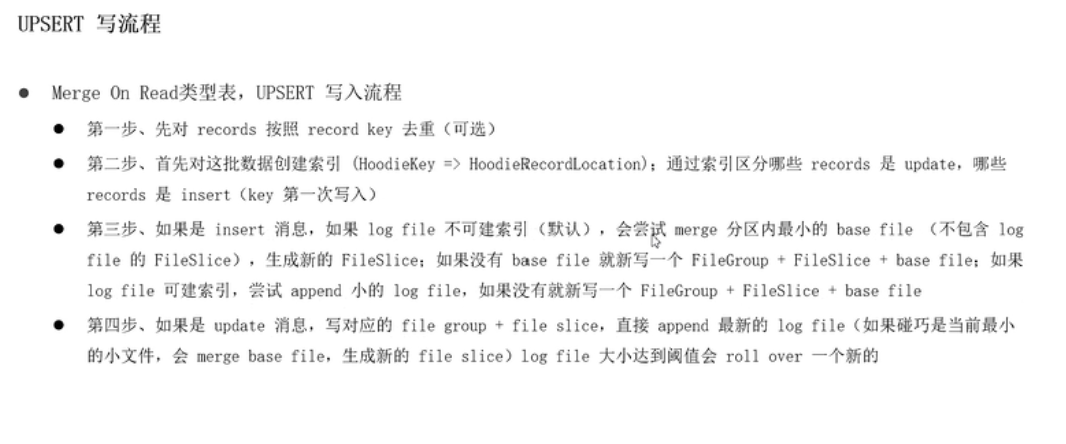 UPSERT 写流程
● Merge On Read类型表，UPSERT 写入流程
● 第一步、先对 records 按照 record key 去重（可选）
● 第二步、首先对这批数据创建索引 (HoodieKey => HoodieRecordLocation)；通过索引区分哪些 records 是 update，哪些
records 是 insert（key 第一次写入）
● 第三步、如果是 insert 消息，如果 log file 不可建索引（默认），会尝试 merge 分区内最小的 base file （不包含 log
file 的 FileSlice），生成新的 FileSlice；如果没有 base file 就新写一个 FileGroup + FileSlice + base file；如果
log file 可建索引，尝试 append 小的 log file，如果没有就新写一个 FileGroup + FileSlice + base file
● 第四步、如果是 update 消息，写对应的 file group + file slice，直接 append 最新的 log file（如果碰巧是当前最小
的小文件，会 merge base file，生成新的 file slice）log file 大小达到阈值会 roll over 一个新的